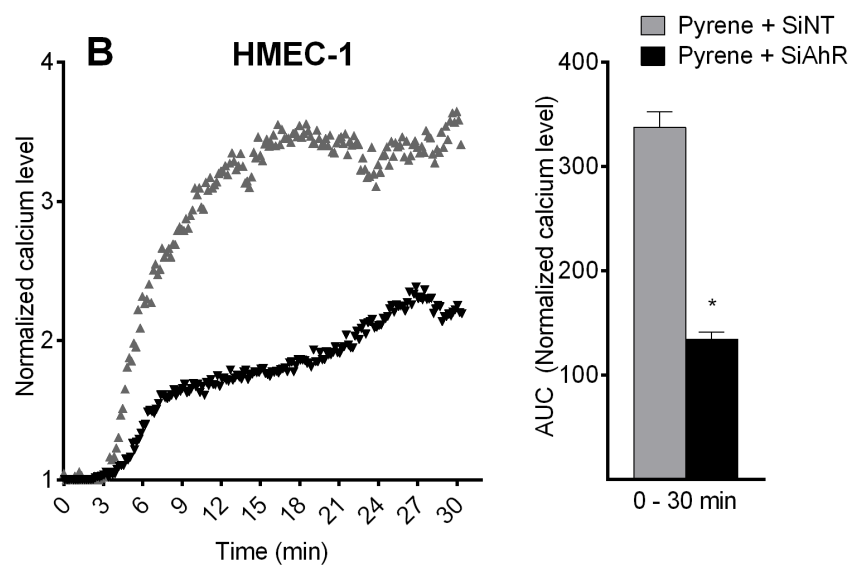 B
HMEC-1
Normalized calcium level
4
3
2
1
0
3
6
9
12
15
18
21
24
27
30
Time (min)
Pyrene + SiNT
Pyrene + SiAhR
AUC (Normalized calcium level)
400
300
200
100
*
0 - 30 min